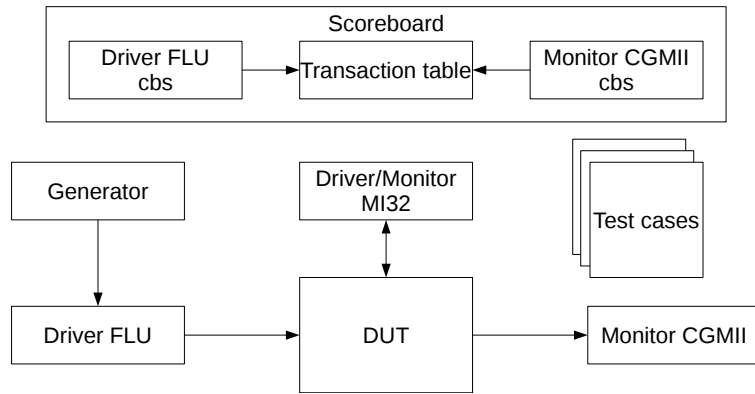 Scoreboard
Driver FLU
cbs
Transaction table
Monitor CGMII
cbs
Generator
Driver/Monitor
MI32
Test cases
Driver FLU
DUT
Monitor CGMII